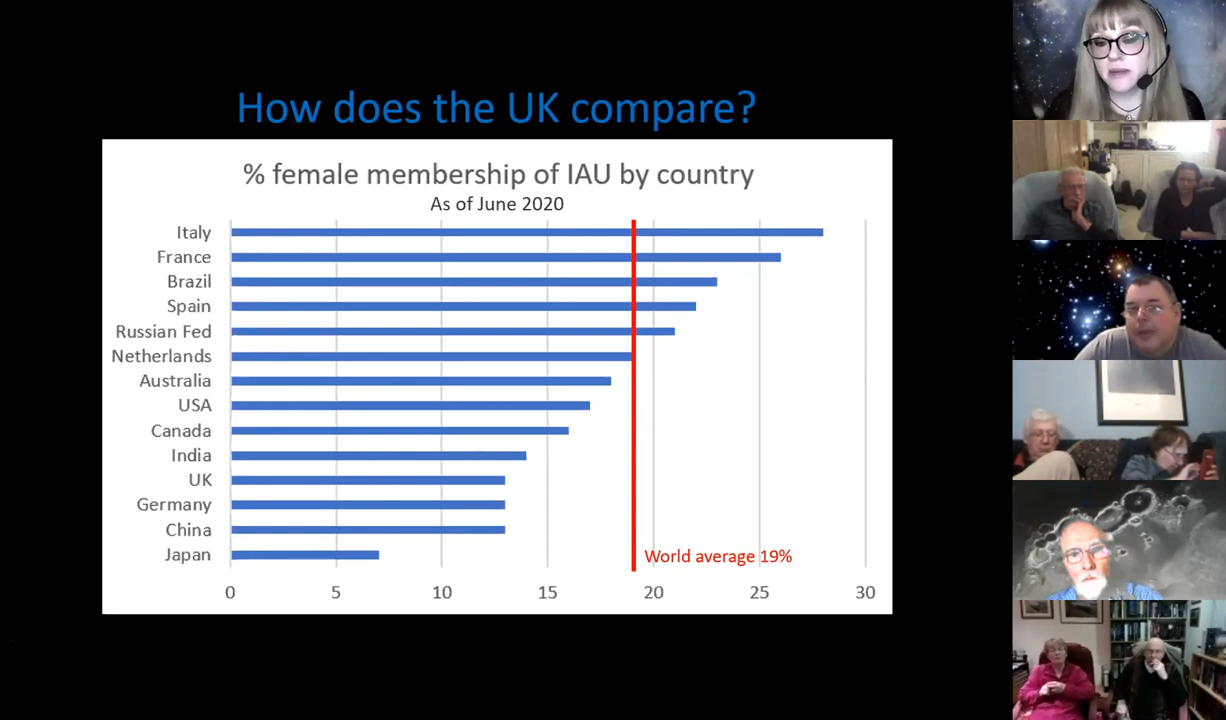 How does the UK compare?
% female membership of IAU by country
As of June 2020
Italy
France
Brazil
Spain
Russian Fed
Netherlands
Australia
USA
Canada
India
UK
Germany
China
Japan
World average 19%
0 5 10 15 20 25 30